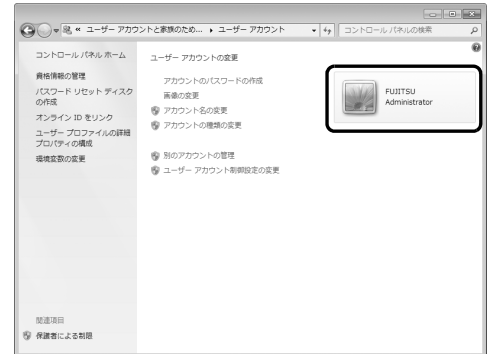 « ユーザー アカウントと家族のため... ▸ ユーザー アカウント
コントロール パネルの検索
コントロール パネル ホーム
資格情報の管理
パスワード リセット ディスク
の作成
オンライン ID をリンク
ユーザー プロファイルの詳細
プロパティの構成
環境変数の変更
関連項目
保護者による制限
ユーザー アカウントの変更
アカウントのパスワードの作成
画像の変更
アカウント名の変更
アカウントの種類の変更
別のアカウントの管理
ユーザー アカウント制御設定の変更
FUJITSU
Administrator